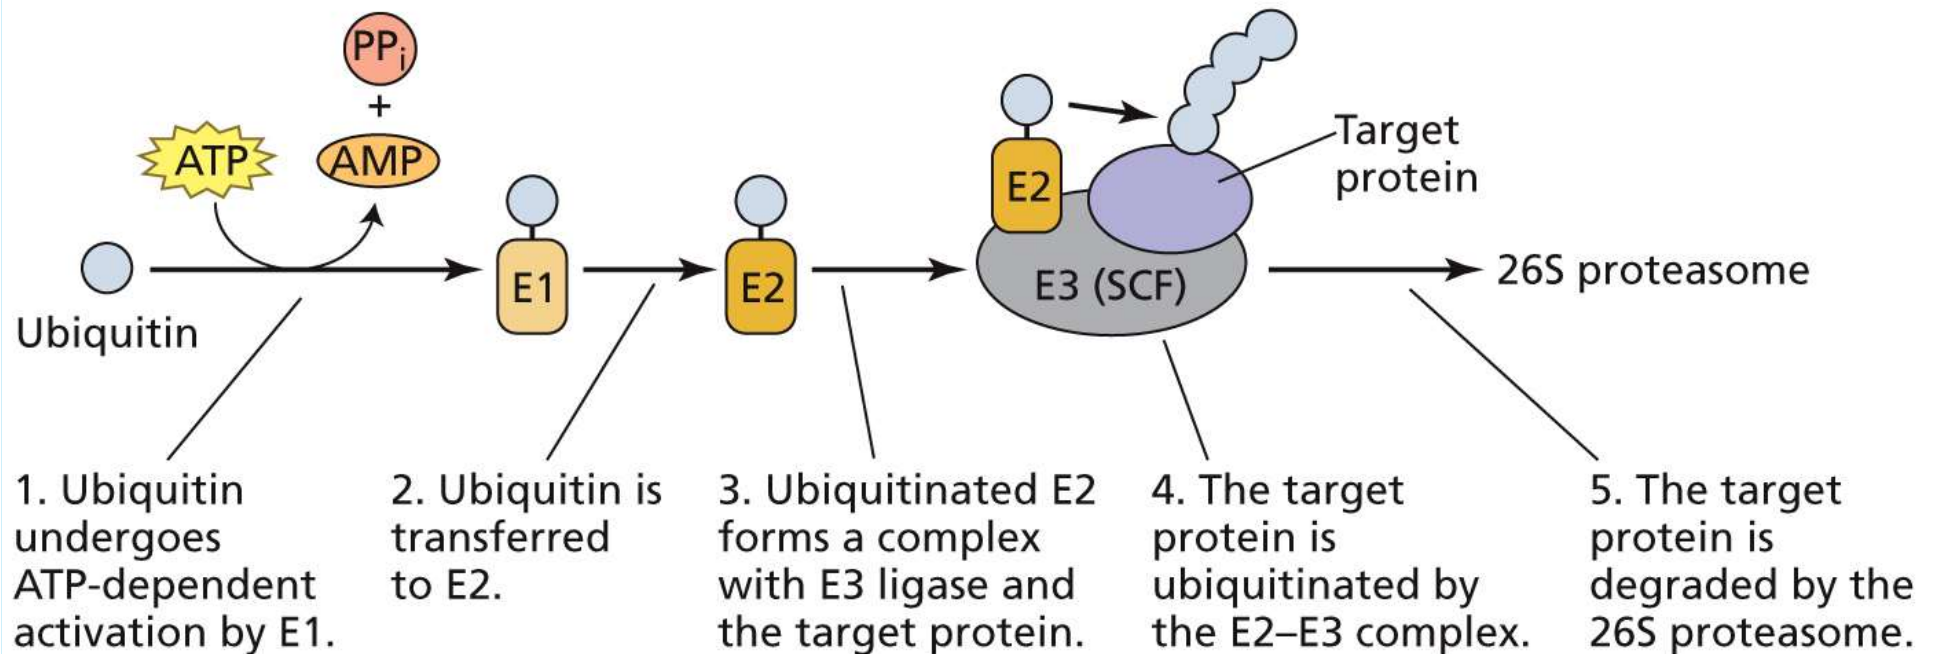 PPi
+
ATP
AMP
Ubiquitin
E1
E2
E2
E3 (SCF)
Target
protein
26S proteasome
1. Ubiquitin
undergoes
ATP-dependent
activation by E1.
2. Ubiquitin is
transferred
to E2.
3. Ubiquitinated E2
forms a complex
with E3 ligase and
the target protein.
4. The target
protein is
ubiquitinated by
the E2–E3 complex.
5. The target
protein is
degraded by the
26S proteasome.